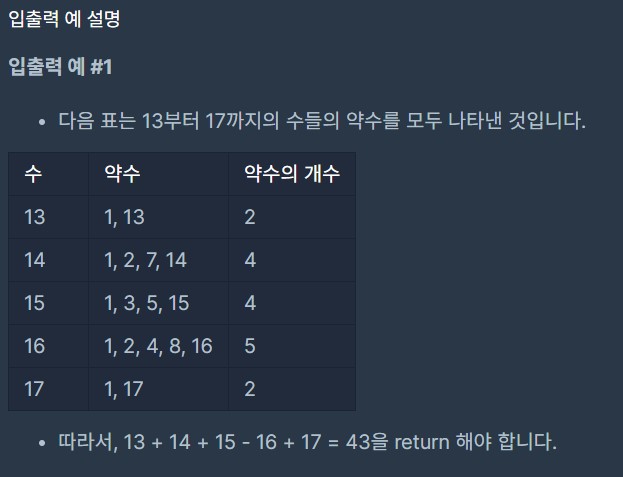 입출력 예 설명
입출력 예 #1
• 다음 표는 13부터 17까지의 수들의 약수를 모두 나타낸 것입니다.
수 약수 약수의 개수
13 1, 13 2
14 1, 2, 7, 14 4
15 1, 3, 5, 15 4
16 1, 2, 4, 8, 16 5
17 1, 17 2
• 따라서, 13 + 14 + 15 - 16 + 17 = 43을 return 해야 합니다.